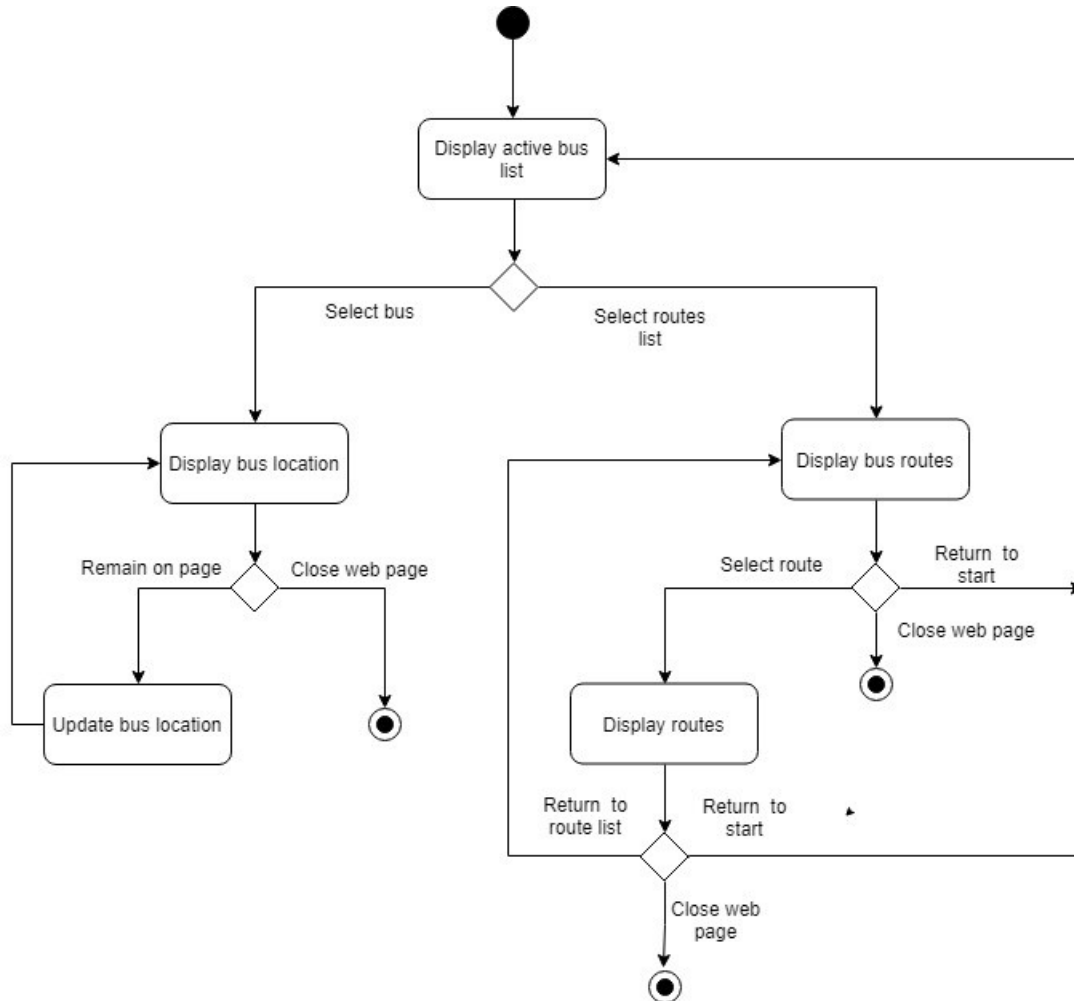 Display active bus
list
Select bus
Select routes
list
Display bus location
Display bus routes
Remain on page
Close web page
Select route
Return to
start
Close web page
Update bus location
Display routes
Return to
route list
Return to
start
Close web
page